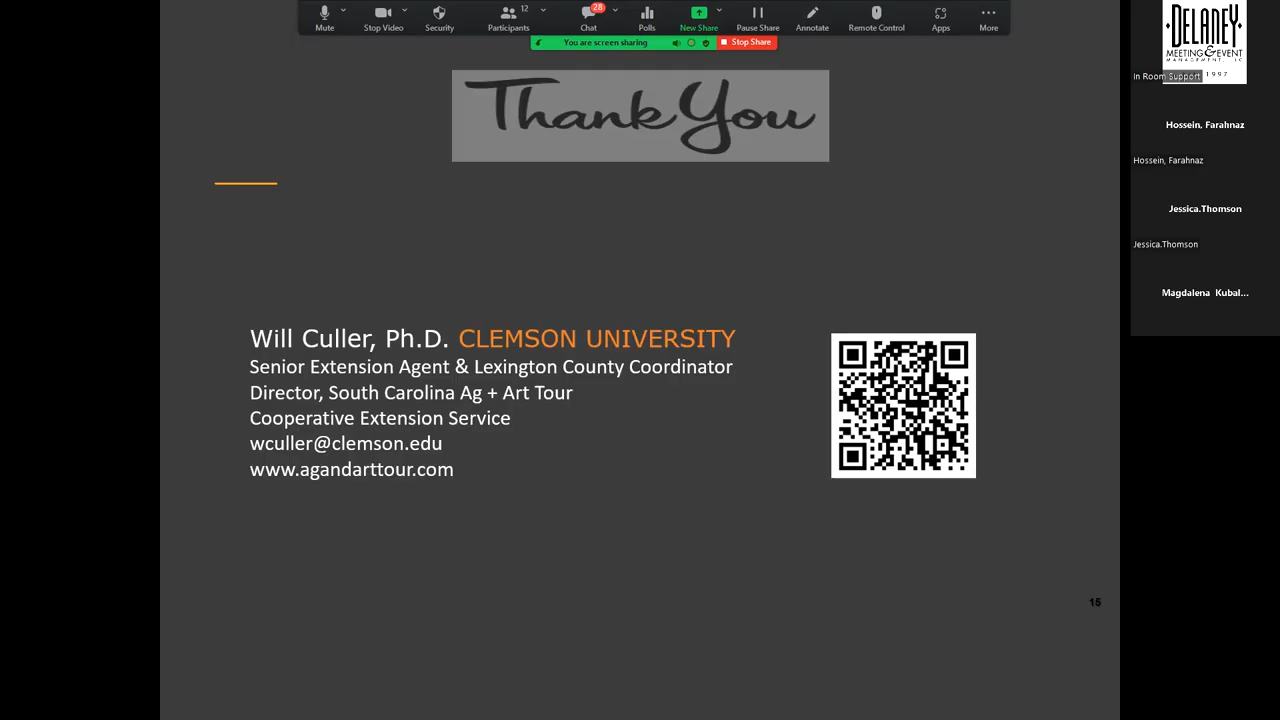 12
28
Mute
Stop Video
Security
Participants
Chat
Polls
New Share
Pause Share
Annotate
Remote Control
Apps
More
You are screen sharing
Stop Share
DELANEY
MEETING & EVENT
MANAGEMENT, LLC
1997
In Room Support
Hossein, Farahnaz
Hossein, Farahnaz
Jessica.Thomson
Jessica.Thomson
Magdalena Kubal...
Thank You
Will Culler, Ph.D. CLEMSON UNIVERSITY
Senior Extension Agent & Lexington County Coordinator
Director, South Carolina Ag + Art Tour
Cooperative Extension Service
wculler@clemson.edu
www.agandarttour.com
15